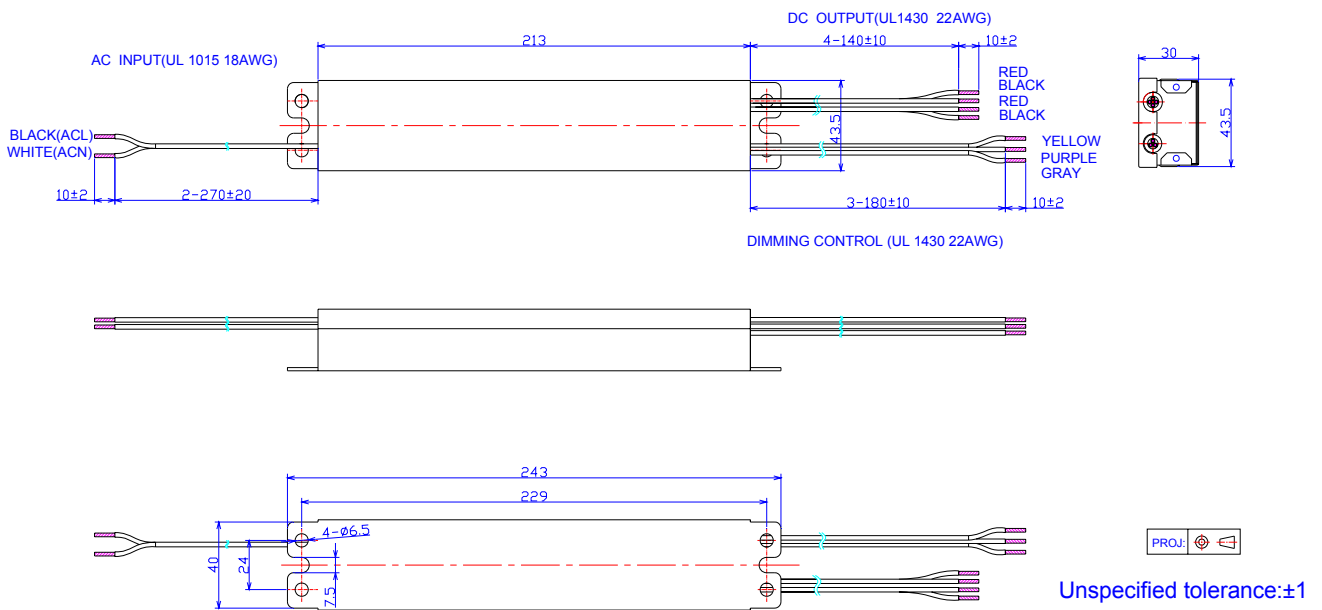 DC OUTPUT(UL1430 22AWG)
213
4-140±10
10±2
30
AC INPUT(UL 1015 18AWG)
RED
BLACK
RED
BLACK
43.5
43.5
BLACK(ACL)
WHITE(ACN)
YELLOW
PURPLE
GRAY
10±2
2-270±20
3-180±10
10±2
DIMMING CONTROL (UL 1430 22AWG)
243
229
4-ø6.5
40
24
7.5
PROJ:
Unspecified tolerance:±1